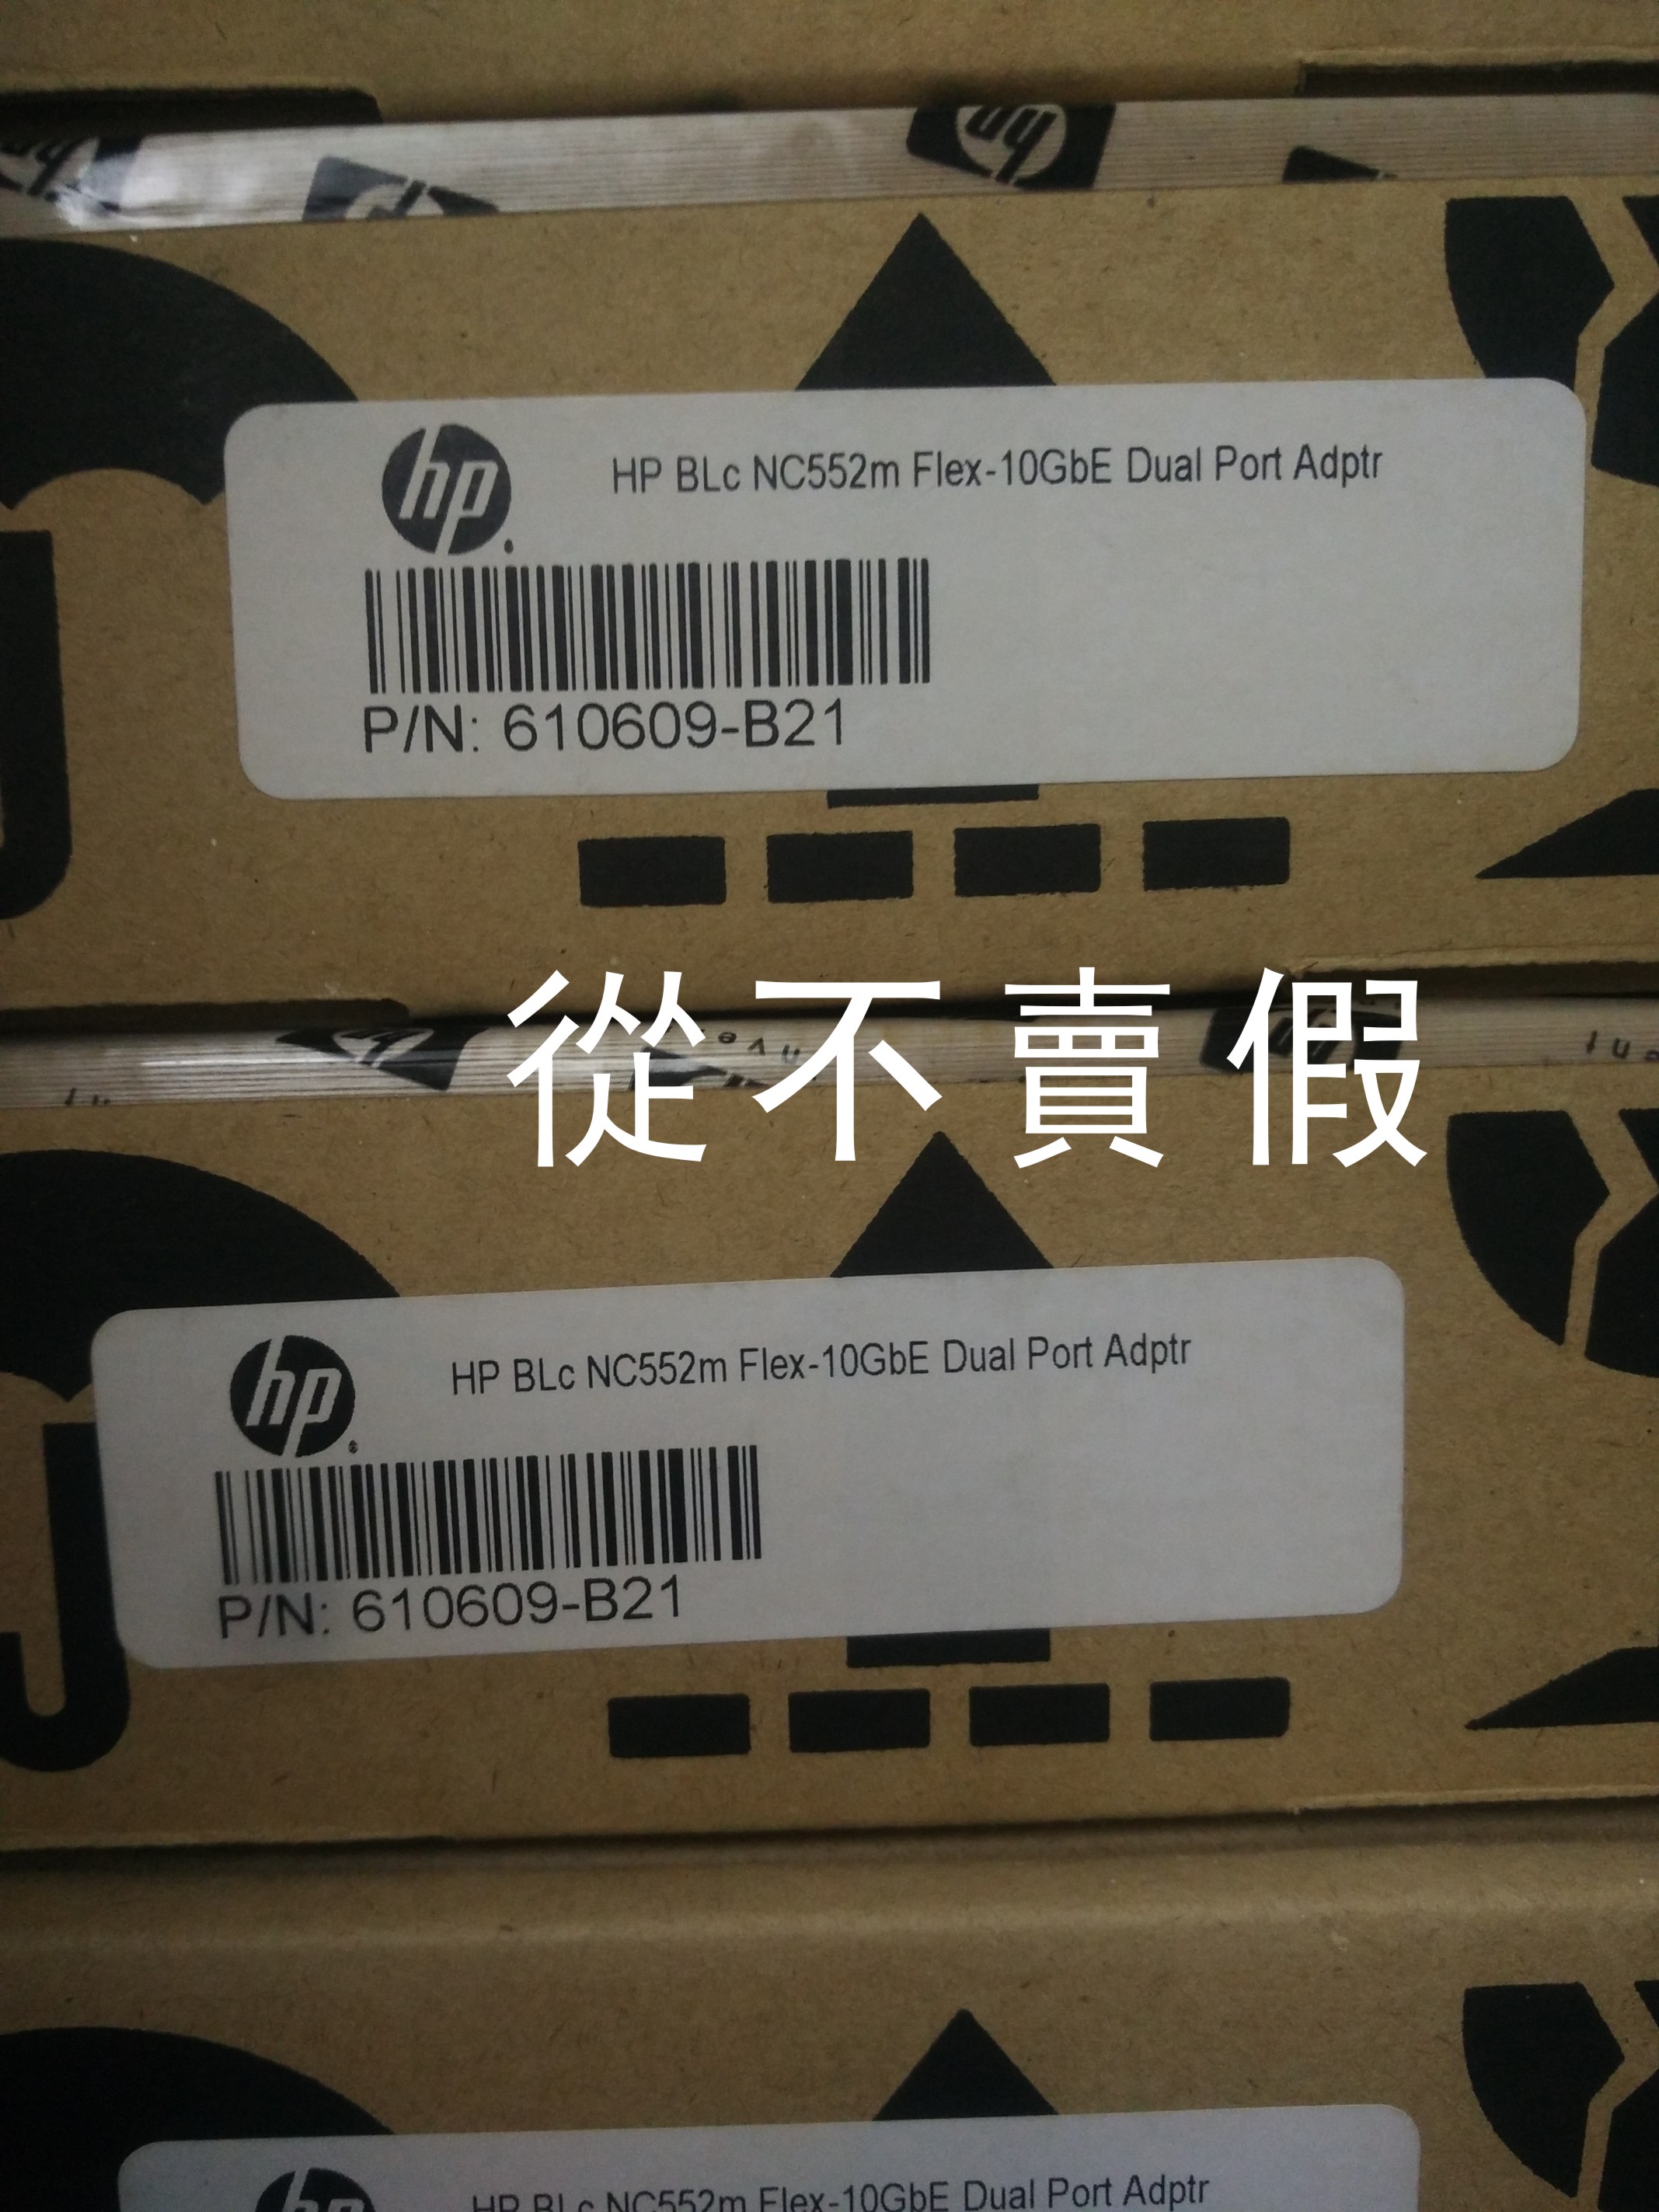 hp
HP BLc NC552m Flex-10GbE Dual Port Adptr
P/N: 610609-B21
從不賣假
hp
HP BLc NC552m Flex-10GbE Dual Port Adptr
P/N: 610609-B21
hp
HP BLc NC552m Flex-10GbE Dual Port Adptr